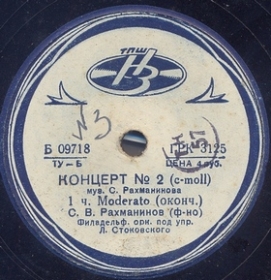 ТПШ
НЗ
№3
Б 09718
ГРК 3125
ТУ-Б
ЦЕНА 4 руб.
КОНЦЕРТ № 2 (c-moll)
муз. С. Рахманинова
1 ч. Moderato (оконч.)
С. В. Рахманинов (ф-но)
Филадельф. орк. под упр.
Л. Стоковского